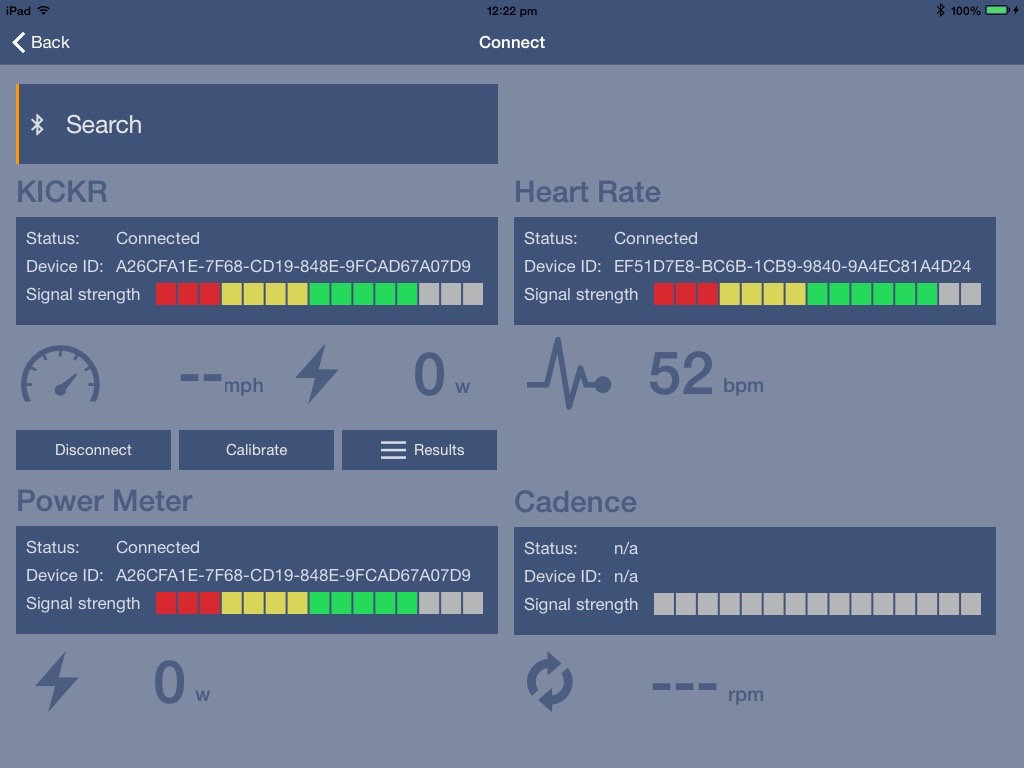 iPad 12:22 pm 100%
Back Connect
Search
KICKR
Status: Connected
Device ID: A26CFA1E-7F68-CD19-848E-9FCAD67A07D9
Signal strength
--mph 0 w
Disconnect Calibrate Results
Heart Rate
Status: Connected
Device ID: EF51D7E8-BC6B-1CB9-9840-9A4EC81A4D24
Signal strength
52 bpm
Power Meter
Status: Connected
Device ID: A26CFA1E-7F68-CD19-848E-9FCAD67A07D9
Signal strength
0 w
Cadence
Status: n/a
Device ID: n/a
Signal strength
--- rpm